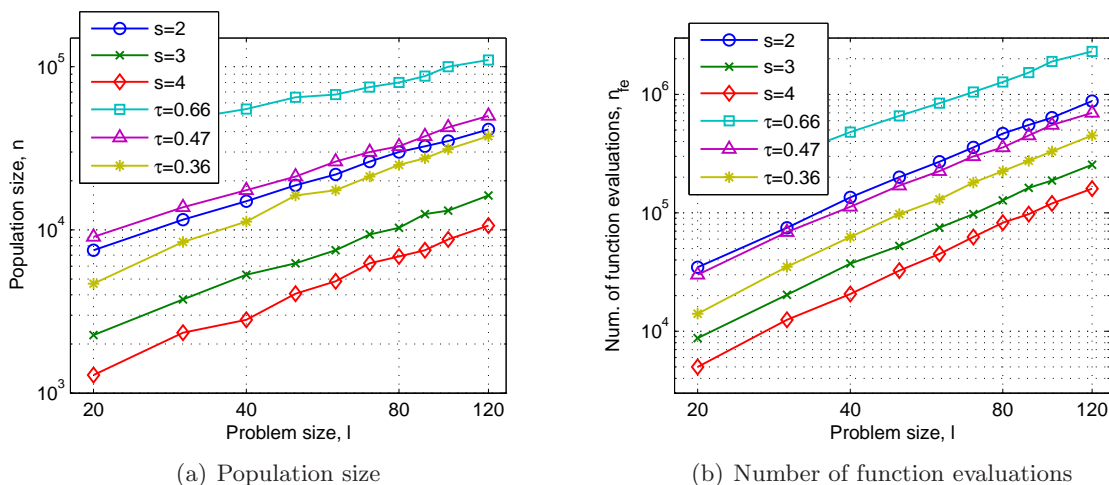 s=2
s=3
s=4
τ=0.66
τ=0.47
τ=0.36
10^5
10^4
10^3
Population size, n
20
40
80
120
Problem size, l
(a) Population size
s=2
s=3
s=4
τ=0.66
τ=0.47
τ=0.36
10^6
10^5
10^4
Num. of function evaluations, n_fe
20
40
80
120
Problem size, l
(b) Number of function evaluations